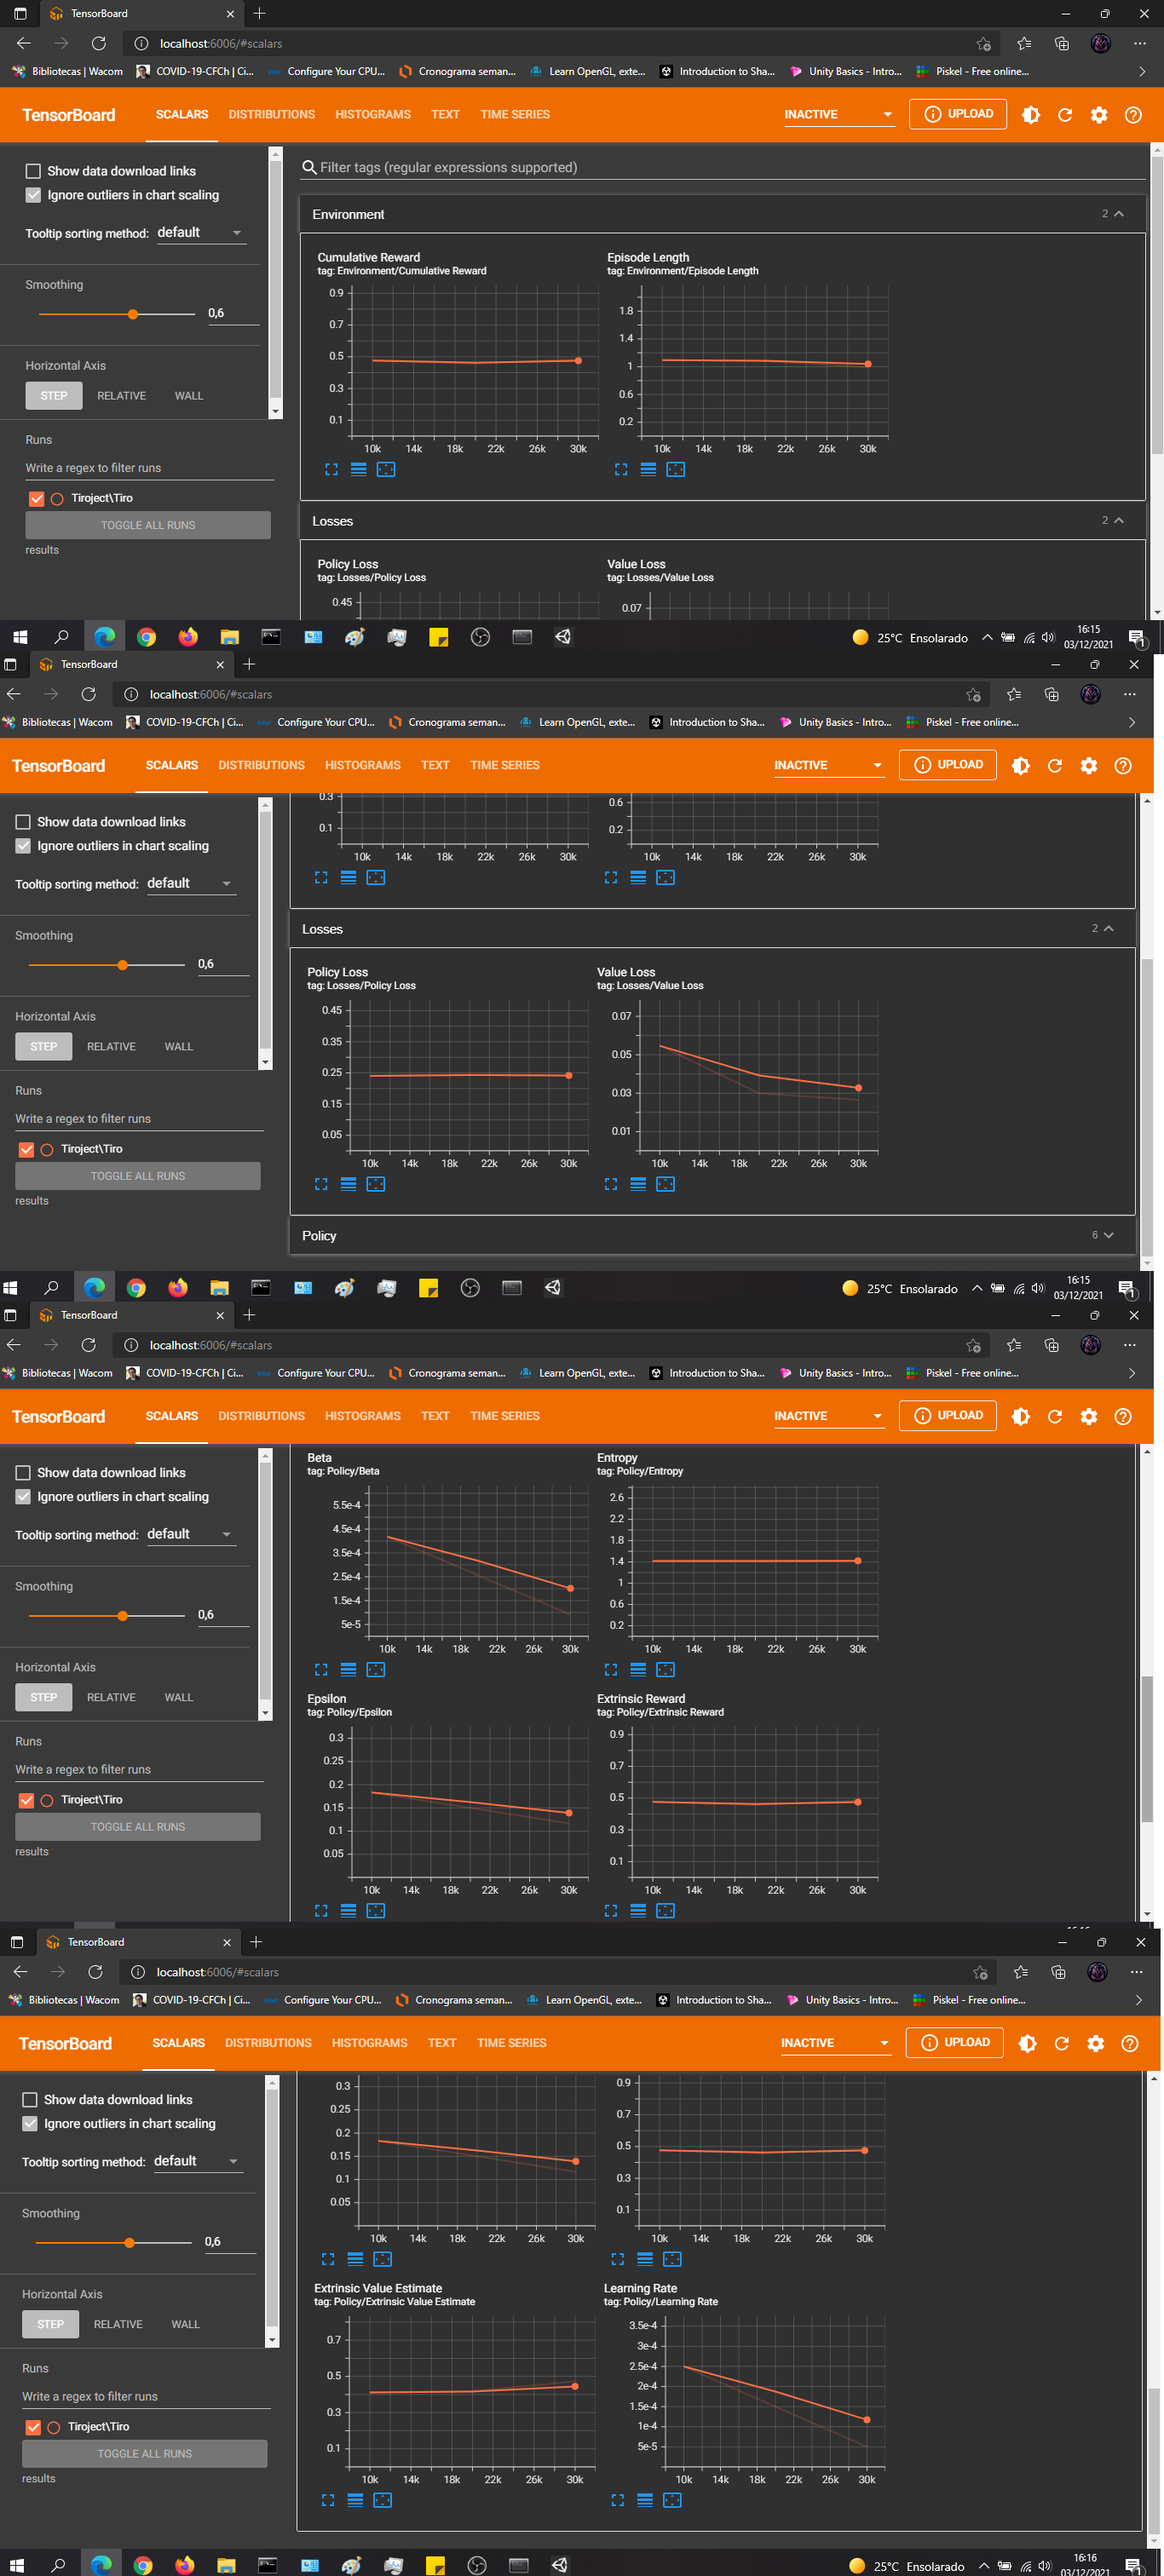 TensorBoard
localhost:6006/#scalars
Bibliotecas | Wacom COVID-19-CFCh | Ci... Configure Your CPU... Cronograma seman... Learn OpenGL, exte... Introduction to Sha... Unity Basics - Intro... Piskel - Free online...
TensorBoard SCALARS DISTRIBUTIONS HISTOGRAMS TEXT TIME SERIES INACTIVE UPLOAD
Show data download links
Ignore outliers in chart scaling
Tooltip sorting method: default
Smoothing
0,6
Horizontal Axis
STEP RELATIVE WALL
Runs
Write a regex to filter runs
Tiroject\Tiro
TOGGLE ALL RUNS
results
Filter tags (regular expressions supported)
Environment 2
Cumulative Reward
tag: Environment/Cumulative Reward
0.9
0.7
0.5
0.3
0.1
10k 14k 18k 22k 26k 30k
Episode Length
tag: Environment/Episode Length
1.8
1.4
1
0.6
0.2
10k 14k 18k 22k 26k 30k
Losses 2
Policy Loss
tag: Losses/Policy Loss
0.45
Value Loss
tag: Losses/Value Loss
0.07
25°C Ensolarado 16:15
03/12/2021
1
TensorBoard
localhost:6006/#scalars
Bibliotecas | Wacom COVID-19-CFCh | Ci... Configure Your CPU... Cronograma seman... Learn OpenGL, exte... Introduction to Sha... Unity Basics - Intro... Piskel - Free online...
TensorBoard SCALARS DISTRIBUTIONS HISTOGRAMS TEXT TIME SERIES INACTIVE UPLOAD
Show data download links
Ignore outliers in chart scaling
Tooltip sorting method: default
Smoothing
0,6
Horizontal Axis
STEP RELATIVE WALL
Runs
Write a regex to filter runs
Tiroject\Tiro
TOGGLE ALL RUNS
results
0.3
0.1
10k 14k 18k 22k 26k 30k
0.6
0.2
10k 14k 18k 22k 26k 30k
Losses 2
Policy Loss
tag: Losses/Policy Loss
0.45
0.35
0.25
0.15
0.05
10k 14k 18k 22k 26k 30k
Value Loss
tag: Losses/Value Loss
0.07
0.05
0.03
0.01
10k 14k 18k 22k 26k 30k
Policy 6
25°C Ensolarado 16:15
03/12/2021
1
TensorBoard
localhost:6006/#scalars
Bibliotecas | Wacom COVID-19-CFCh | Ci... Configure Your CPU... Cronograma seman... Learn OpenGL, exte... Introduction to Sha... Unity Basics - Intro... Piskel - Free online...
TensorBoard SCALARS DISTRIBUTIONS HISTOGRAMS TEXT TIME SERIES INACTIVE UPLOAD
Show data download links
Ignore outliers in chart scaling
Tooltip sorting method: default
Smoothing
0,6
Horizontal Axis
STEP RELATIVE WALL
Runs
Write a regex to filter runs
Tiroject\Tiro
TOGGLE ALL RUNS
results
Beta
tag: Policy/Beta
5.5e-4
4.5e-4
3.5e-4
2.5e-4
1.5e-4
5e-5
10k 14k 18k 22k 26k 30k
Entropy
tag: Policy/Entropy
2.6
2.2
1.8
1.4
1
0.6
0.2
10k 14k 18k 22k 26k 30k
Epsilon
tag: Policy/Epsilon
0.3
0.25
0.2
0.15
0.1
0.05
10k 14k 18k 22k 26k 30k
Extrinsic Reward
tag: Policy/Extrinsic Reward
0.9
0.7
0.5
0.3
0.1
10k 14k 18k 22k 26k 30k
TensorBoard
localhost:6006/#scalars
Bibliotecas | Wacom COVID-19-CFCh | Ci... Configure Your CPU... Cronograma seman... Learn OpenGL, exte... Introduction to Sha... Unity Basics - Intro... Piskel - Free online...
TensorBoard SCALARS DISTRIBUTIONS HISTOGRAMS TEXT TIME SERIES INACTIVE UPLOAD
Show data download links
Ignore outliers in chart scaling
Tooltip sorting method: default
Smoothing
0,6
Horizontal Axis
STEP RELATIVE WALL
Runs
Write a regex to filter runs
Tiroject\Tiro
TOGGLE ALL RUNS
results
0.3
0.25
0.2
0.15
0.1
0.05
10k 14k 18k 22k 26k 30k
0.9
0.7
0.5
0.3
0.1
10k 14k 18k 22k 26k 30k
Extrinsic Value Estimate
tag: Policy/Extrinsic Value Estimate
0.7
0.5
0.3
0.1
10k 14k 18k 22k 26k 30k
Learning Rate
tag: Policy/Learning Rate
3.5e-4
3e-4
2.5e-4
2e-4
1.5e-4
1e-4
5e-5
10k 14k 18k 22k 26k 30k
25°C Ensolarado 16:16
03/12/2021